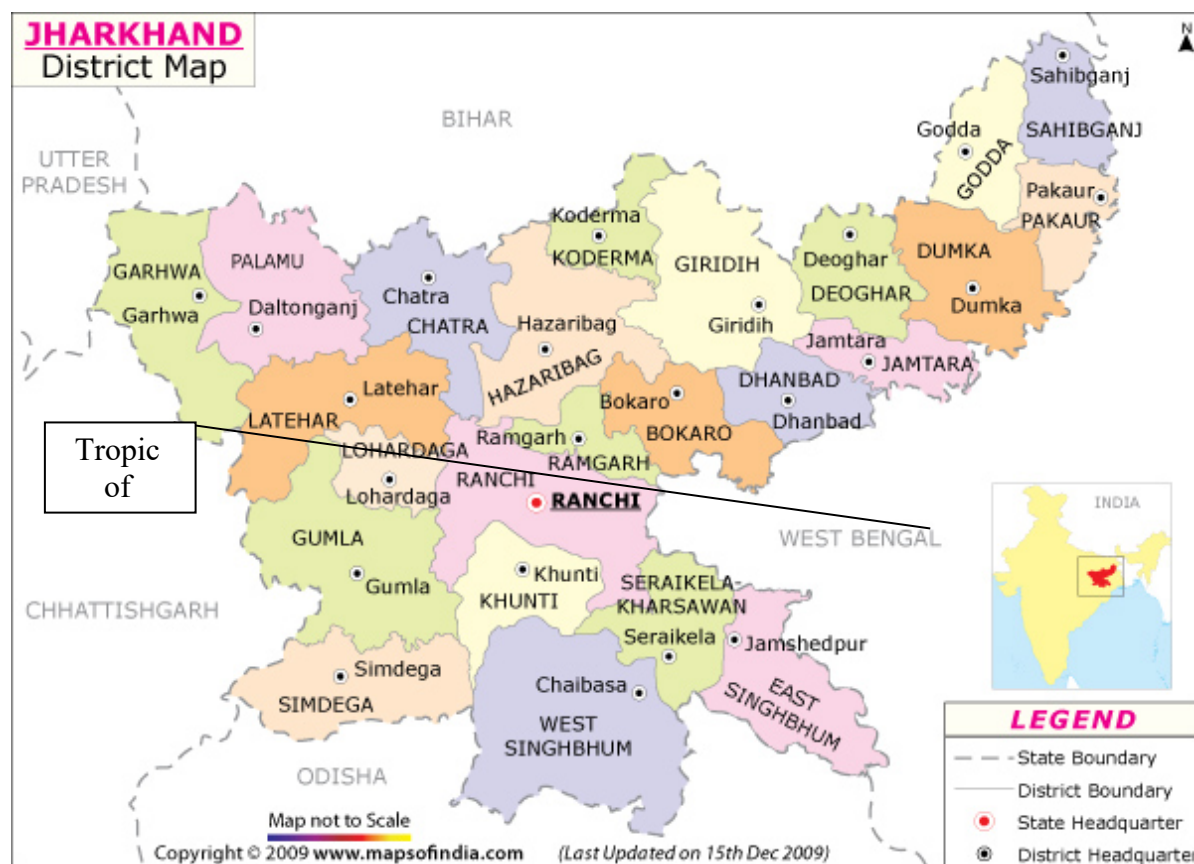 JHARKHAND
District Map
N
BIHAR
UTTER
PRADESH
Sahibganj
SAHIBGANJ
Godda
GODDA
Pakaur
PAKAUR
Koderma
KODERMA
GIRIDIH
Giridih
Deoghar
DEOGHAR
DUMKA
Dumka
GARHWA
Garhwa
PALAMU
Daltonganj
Chatra
CHATRA
Hazaribag
HAZARIBAG
Jamtara
JAMTARA
DHANBAD
Dhanbad
Latehar
LATEHAR
Bokaro
BOKARO
Tropic
of
LOHARDAGA
Lohardaga
Ramgarh
RAMGARH
RANCHI
RANCHI
WEST BENGAL
INDIA
GUMLA
Gumla
Khunti
KHUNTI
SERAIKELA-
KHARSAWAN
Seraikela
CHHATTISHGARH
Jamshedpur
EAST
SINGHBHUM
Simdega
SIMDEGA
Chaibasa
WEST
SINGHBHUM
ODISHA
LEGEND
State Boundary
District Boundary
State Headquarter
District Headquarter
Map not to Scale
Copyright © 2009 www.mapsofindia.com (Last Updated on 15th Dec 2009)